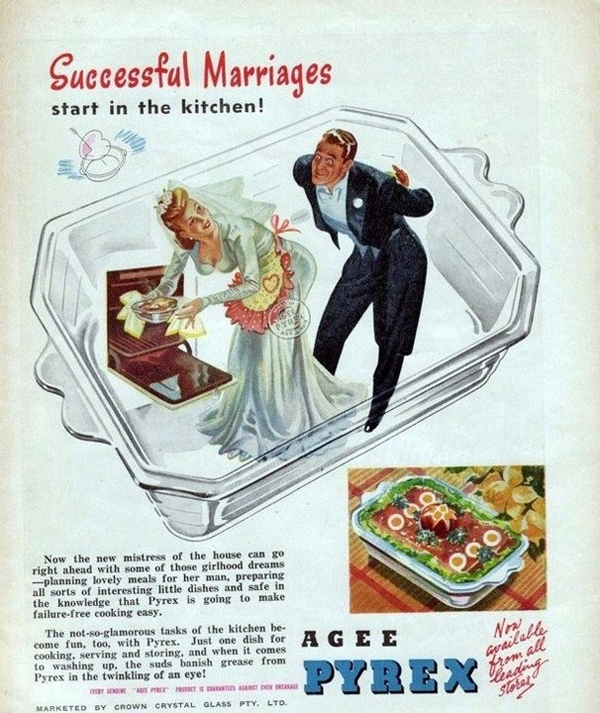 Successful Marriages
start in the kitchen!
AGEE
PYREX
Now the new mistress of the house can go
right ahead with some of those girlhood dreams
—planning lovely meals for her man, preparing
all sorts of interesting little dishes and safe in
the knowledge that Pyrex is going to make
failure-free cooking easy.
The not-so-glamorous tasks of the kitchen be-
come fun, too, with Pyrex. Just one dish for
cooking, serving and storing, and when it comes
to washing up, the suds banish grease from
Pyrex in the twinkling of an eye!
EVERY GENUINE "AGEE PYREX" PRODUCT IS GUARANTEED AGAINST OVEN BREAKAGE
MARKETED BY CROWN CRYSTAL GLASS PTY. LTD.
AGEE
PYREX
Now
available
from all
leading
stores!